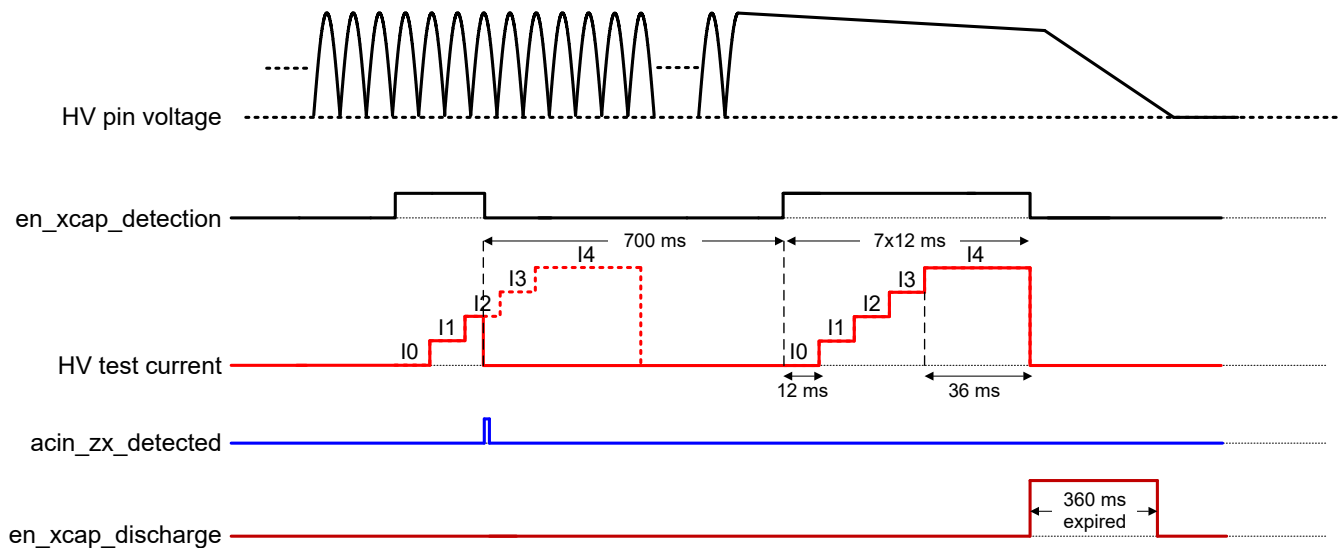 HV pin voltage
en_xcap_detection
700 ms
7x12 ms
I4
I3
I2
I1
I0
I4
I3
I2
I1
I0
HV test current
12 ms
36 ms
acin_zx_detected
360 ms
expired
en_xcap_discharge